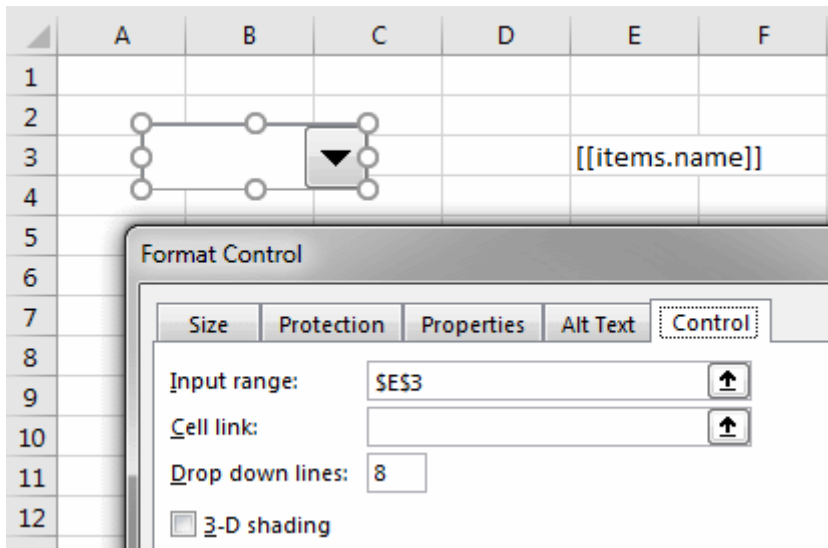 A B C D E F
1
2
3 [[items.name]]
4
5
Format Control
6
7
Size Protection Properties Alt Text Control
8
Input range: $E$3
9
10
Cell link:
11
Drop down lines: 8
12
3-D shading